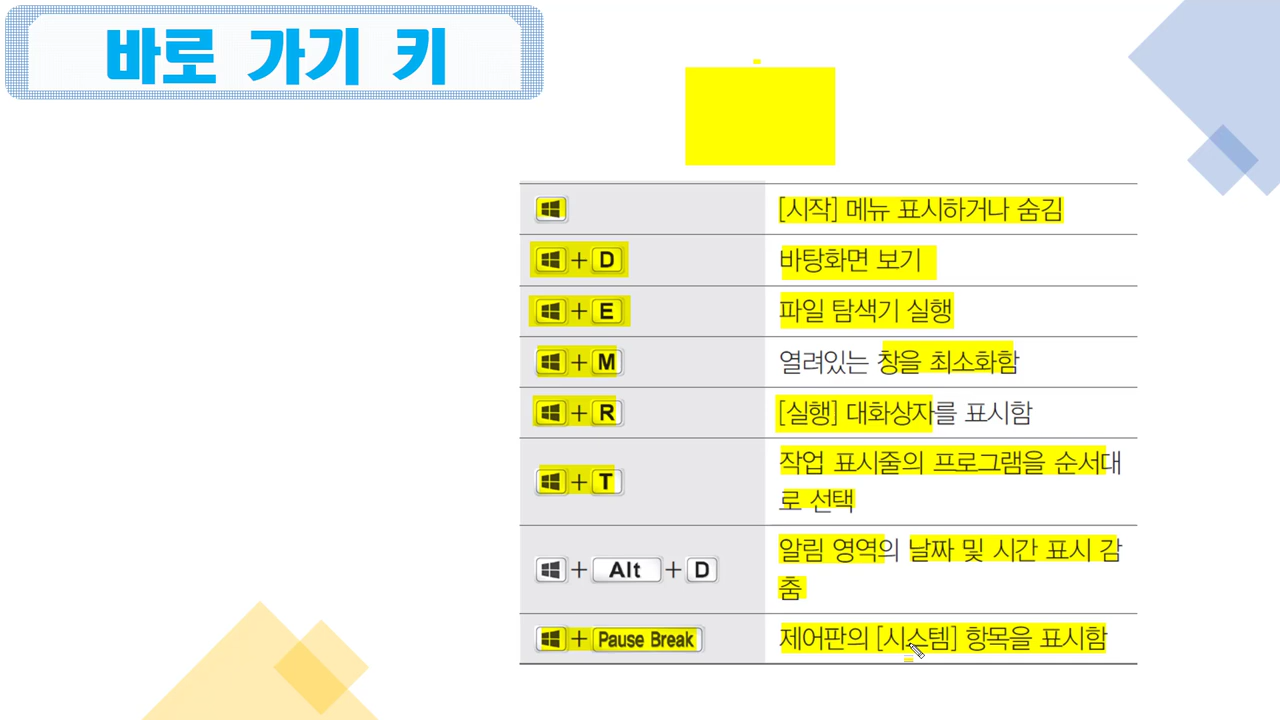 바로 가기 키
[시작] 메뉴 표시하거나 숨김
+ D 바탕화면 보기
+ E 파일 탐색기 실행
+ M 열려있는 창을 최소화함
+ R [실행] 대화상자를 표시함
+ T 작업 표시줄의 프로그램을 순서대
로 선택
+ Alt + D 알림 영역의 날짜 및 시간 표시 감
춤
+ Pause Break 제어판의 [시스템] 항목을 표시함